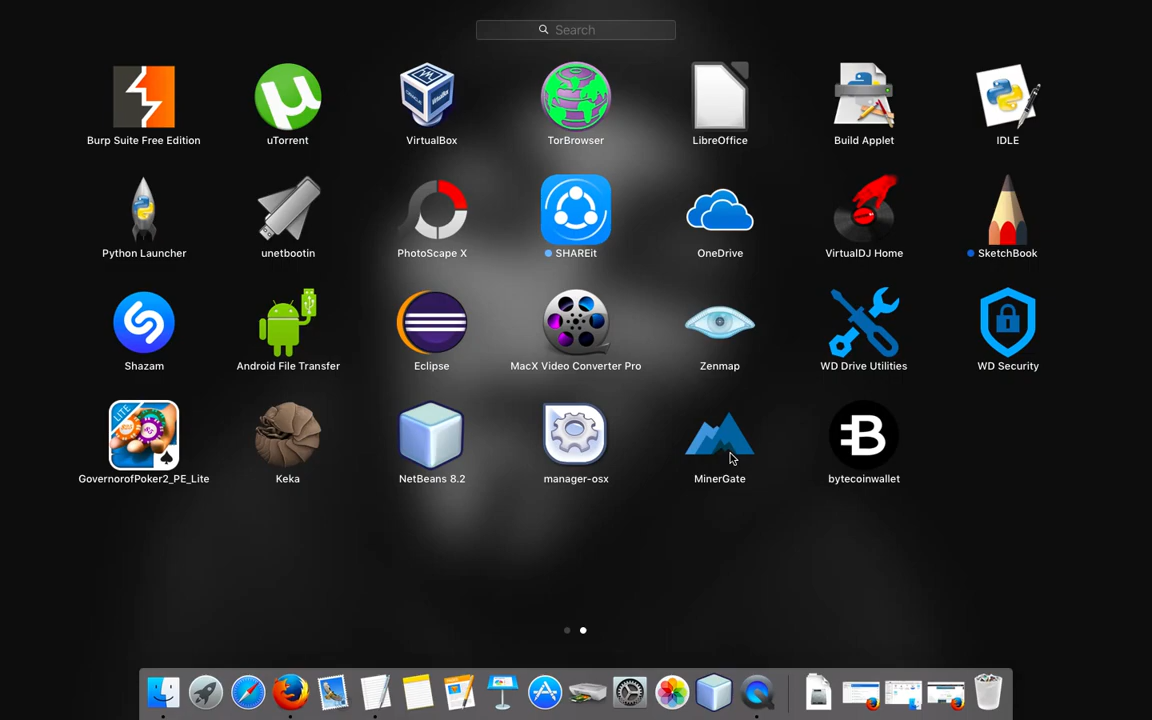 Search
Burp Suite Free Edition
uTorrent
VirtualBox
TorBrowser
LibreOffice
Build Applet
IDLE
Python Launcher
unetbootin
PhotoScape X
SHAREit
OneDrive
VirtualDJ Home
SketchBook
Shazam
Android File Transfer
Eclipse
MacX Video Converter Pro
Zenmap
WD Drive Utilities
WD Security
LITE
GovernorofPoker2_PE_Lite
Keka
NetBeans 8.2
manager-osx
MinerGate
bytecoinwallet